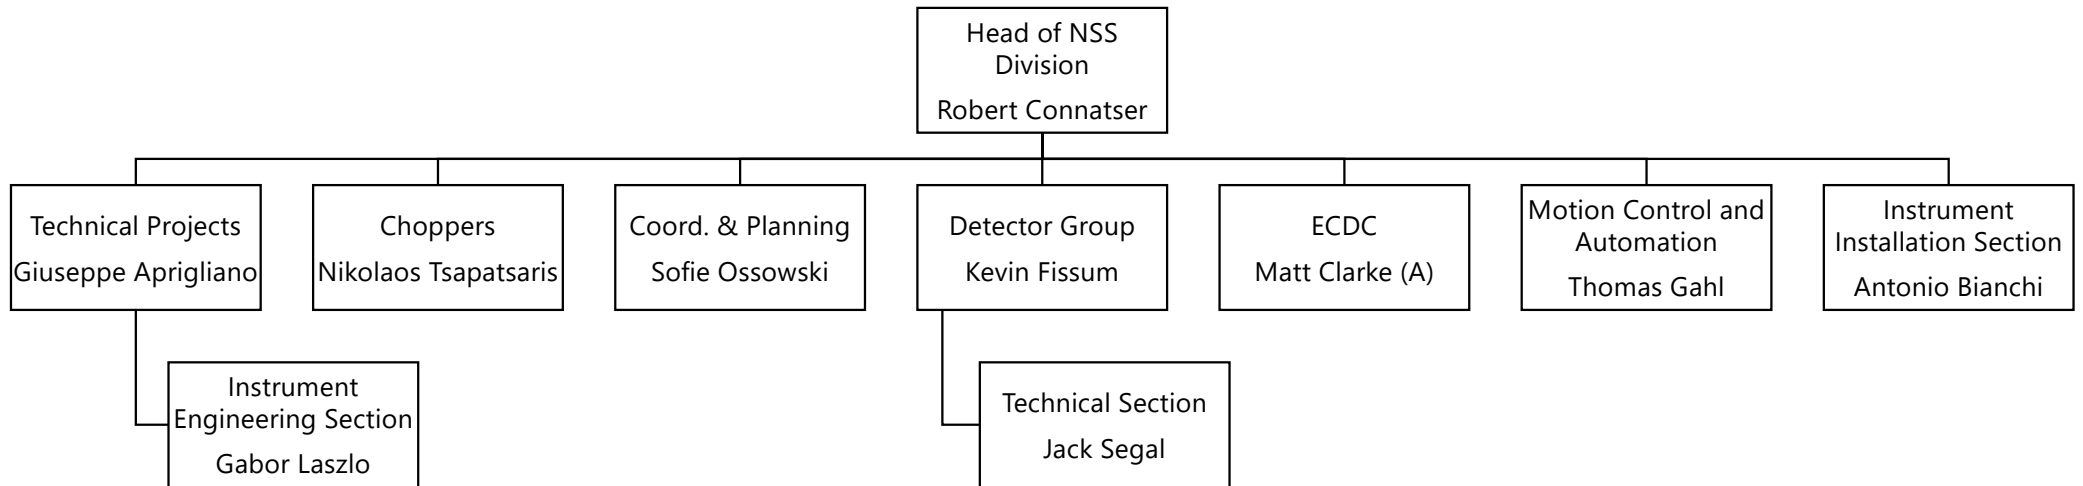 Head of NSS
Division
Robert Connatser
Technical Projects
Giuseppe Aprigliano
Choppers
Nikolaos Tsapatsaris
Coord. & Planning
Sofie Ossowski
Detector Group
Kevin Fissum
ECDC
Matt Clarke (A)
Motion Control and
Automation
Thomas Gahl
Instrument
Installation Section
Antonio Bianchi
Instrument
Engineering Section
Gabor Laszlo
Technical Section
Jack Segal